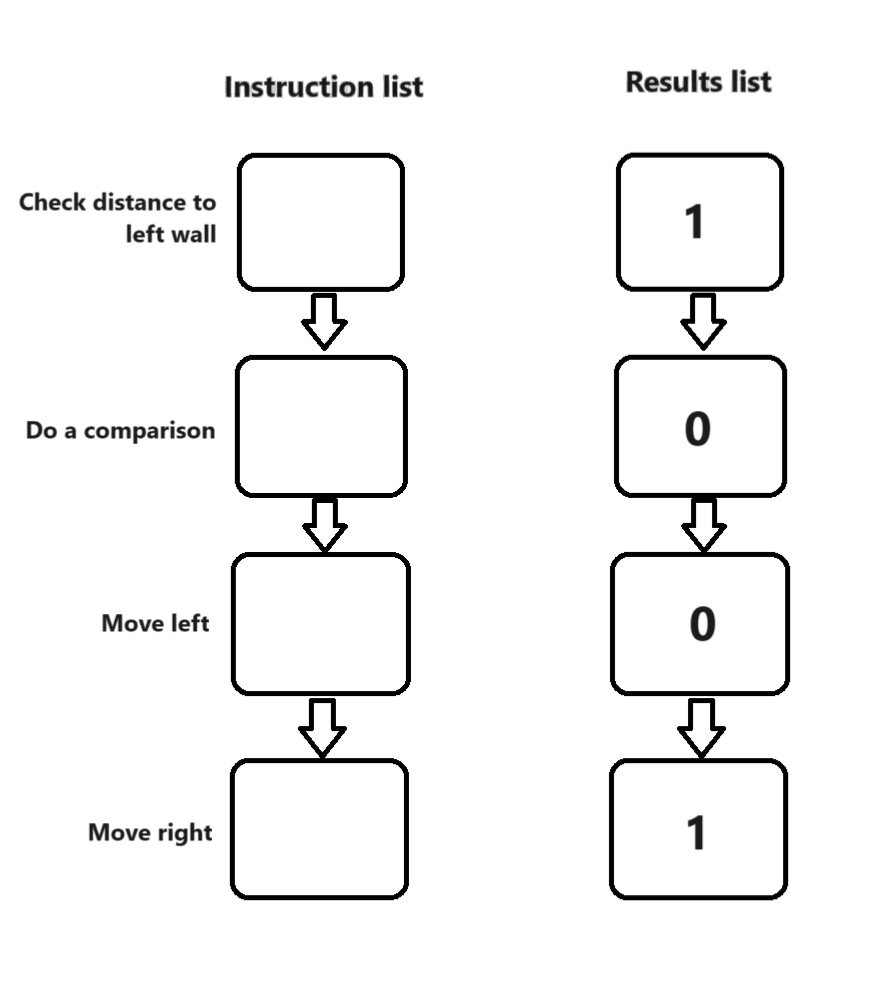 Instruction list
Results list
Check distance to
left wall
1
Do a comparison
0
Move left
0
Move right
1